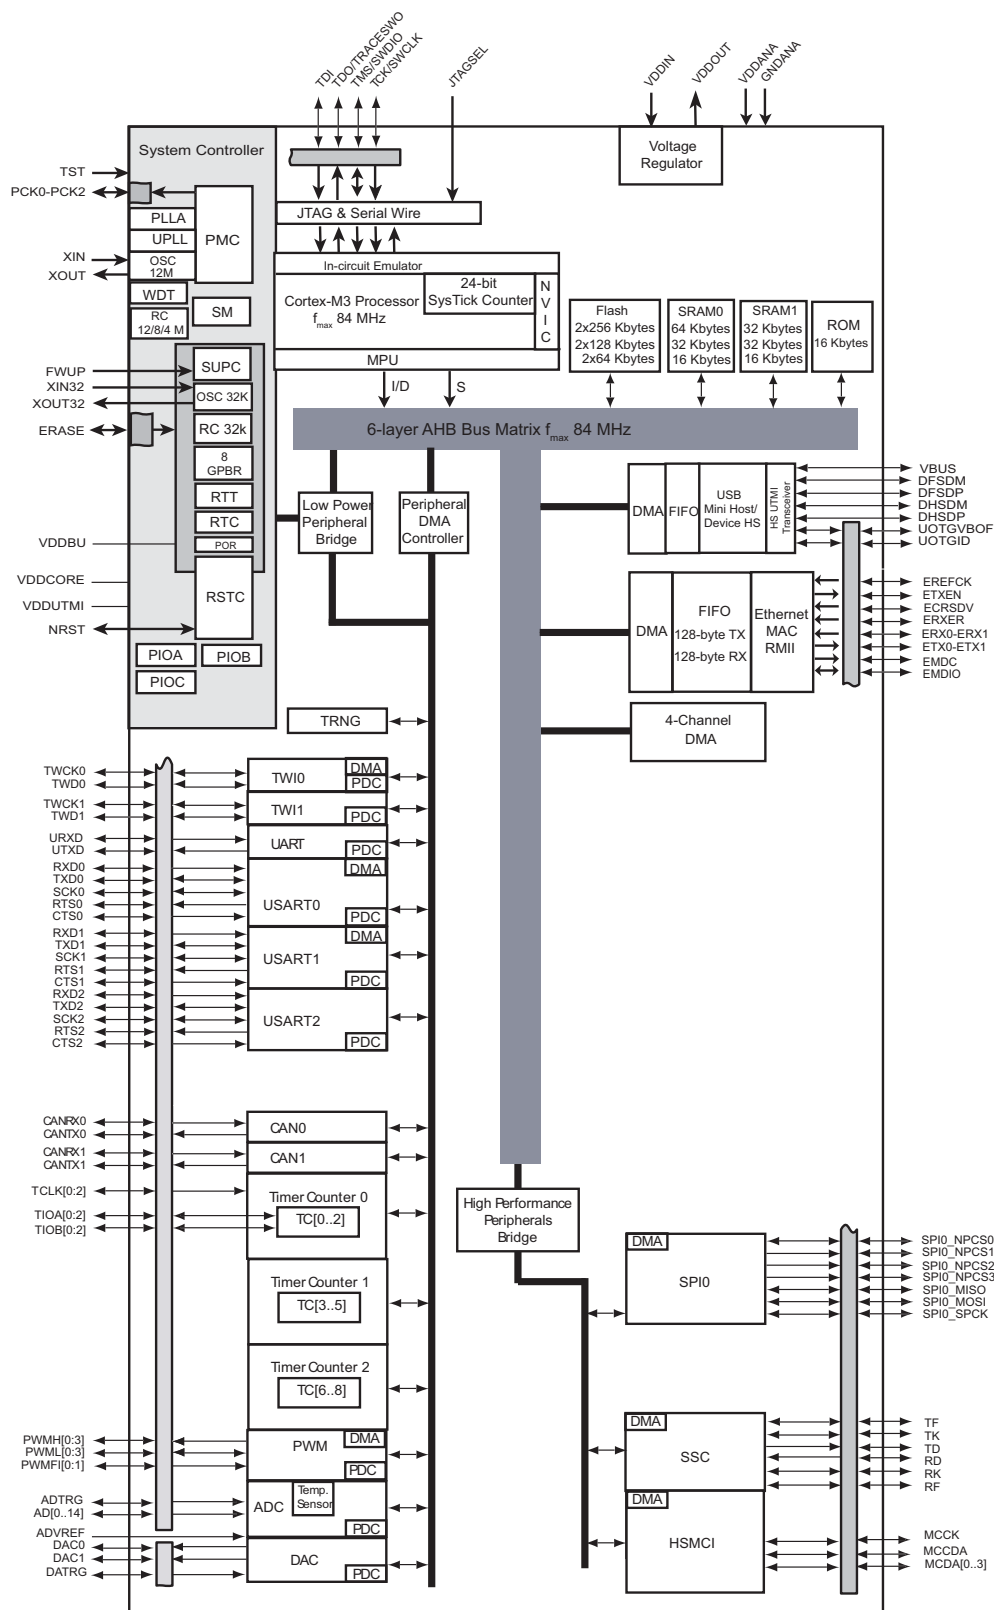 TDI
TDO/TRACESWO
TMS/SWDIO
TCK/SWCLK
JTAGSEL
VDDIN
VDDOUT
VDDANA
GNDANA
System Controller
Voltage
Regulator
TST
PCK0-PCK2
XIN
XOUT
PLLA
UPLL
OSC
12M
PMC
WDT
RC
12/8/4 M
SM
JTAG & Serial Wire
In-circuit Emulator
Cortex-M3 Processor
fmax 84 MHz
24-bit
SysTick Counter
N
V
I
C
MPU
I/D
S
Flash
2x256 Kbytes
2x128 Kbytes
2x64 Kbytes
SRAM0
64 Kbytes
32 Kbytes
16 Kbytes
SRAM1
32 Kbytes
32 Kbytes
16 Kbytes
ROM
16 Kbytes
FWUP
XIN32
XOUT32
ERASE
VDDBU
VDDCORE
VDDUTMI
NRST
SUPC
OSC 32K
RC 32k
8
GPBR
RTT
RTC
POR
RSTC
PIOA
PIOB
PIOC
6-layer AHB Bus Matrix fmax 84 MHz
Low Power
Peripheral
Bridge
Peripheral
DMA
Controller
DMA
FIFO
USB
Mini Host/
Device HS
HS UTMI
Transceiver
VBUS
DFSDM
DFSDP
DHSDM
DHSDP
UOTGVBOF
UOTGID
DMA
FIFO
128-byte TX
128-byte RX
Ethernet
MAC
RMII
EREFCK
ETXEN
ECRSDV
ERXER
ERX0-ERX1
ETX0-ETX1
EMDC
EMDIO
4-Channel
DMA
TRNG
TWCK0
TWD0
TWI0
DMA
PDC
TWCK1
TWD1
TWI1
PDC
URXD
UTXD
UART
PDC
RXD0
TXD0
SCK0
RTS0
CTS0
USART0
DMA
PDC
RXD1
TXD1
SCK1
RTS1
CTS1
USART1
DMA
PDC
RXD2
TXD2
SCK2
RTS2
CTS2
USART2
PDC
CANRX0
CANTX0
CAN0
CANRX1
CANTX1
CAN1
TCLK[0:2]
TIOA[0:2]
TIOB[0:2]
Timer Counter 0
TC[0..2]
Timer Counter 1
TC[3..5]
Timer Counter 2
TC[6..8]
PWMH[0:3]
PWML[0:3]
PWMFI[0:1]
PWM
DMA
PDC
ADTRG
AD[0..14]
ADVREF
ADC
Temp.
Sensor
PDC
DAC0
DAC1
DATRG
DAC
PDC
High Performance
Peripherals
Bridge
DMA
SPI0
SPI0_NPCS0
SPI0_NPCS1
SPI0_NPCS2
SPI0_NPCS3
SPI0_MISO
SPI0_MOSI
SPI0_SPCK
DMA
SSC
TF
TK
TD
RD
RK
RF
DMA
HSMCI
MCCK
MCCDA
MCDA[0..3]